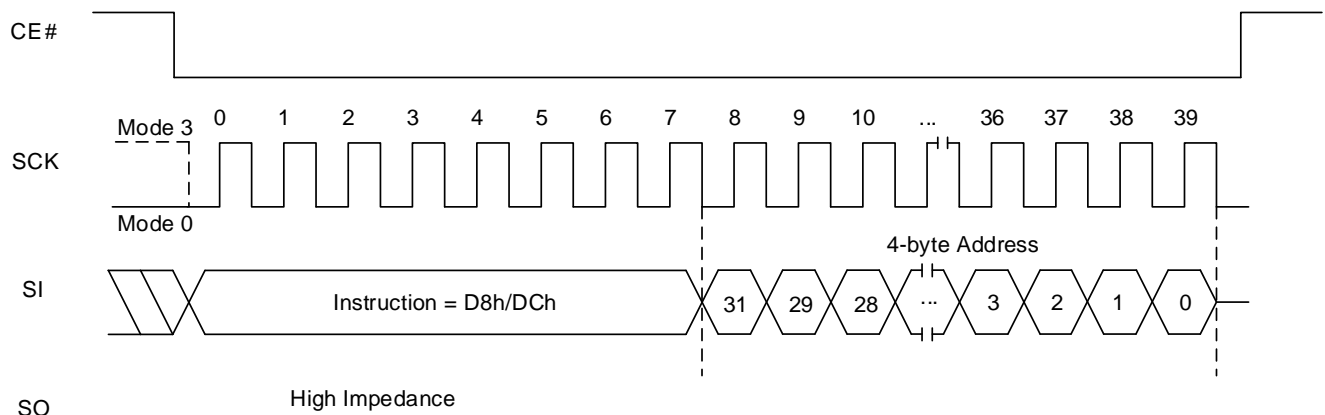 CE#
0 1 2 3 4 5 6 7 8 9 10 ... 36 37 38 39
Mode 3
SCK
Mode 0
4-byte Address
SI
Instruction = D8h/DCh 31 29 28 ... 3 2 1 0
High Impedance
SO